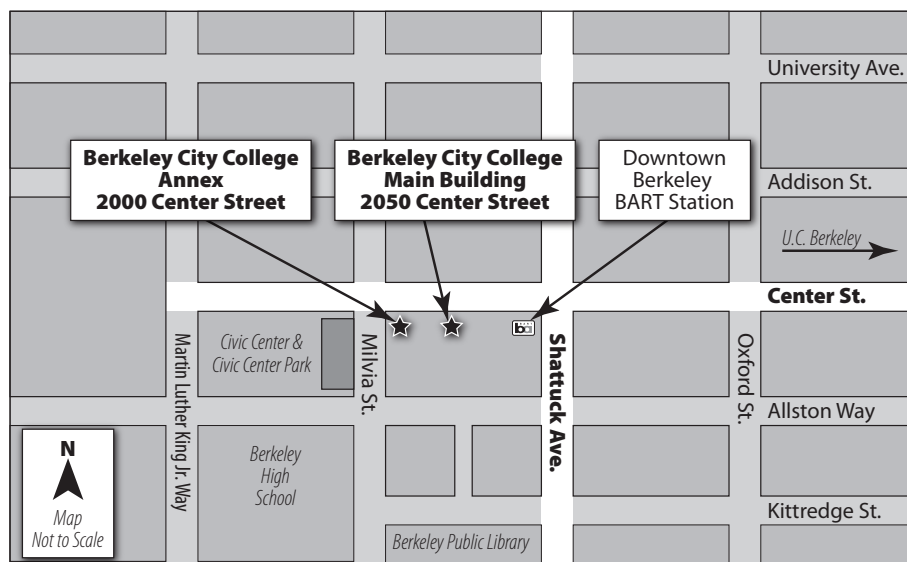 University Ave.
Berkeley City College
Annex
2000 Center Street
Berkeley City College
Main Building
2050 Center Street
Downtown
Berkeley
BART Station
Addison St.
U.C. Berkeley
Center St.
Civic Center &
Civic Center Park
Martin Luther King Jr. Way
Milvia St.
Shattuck Ave.
Oxford St.
Allston Way
N
Map
Not to Scale
Berkeley
High
School
Kittredge St.
Berkeley Public Library
ba